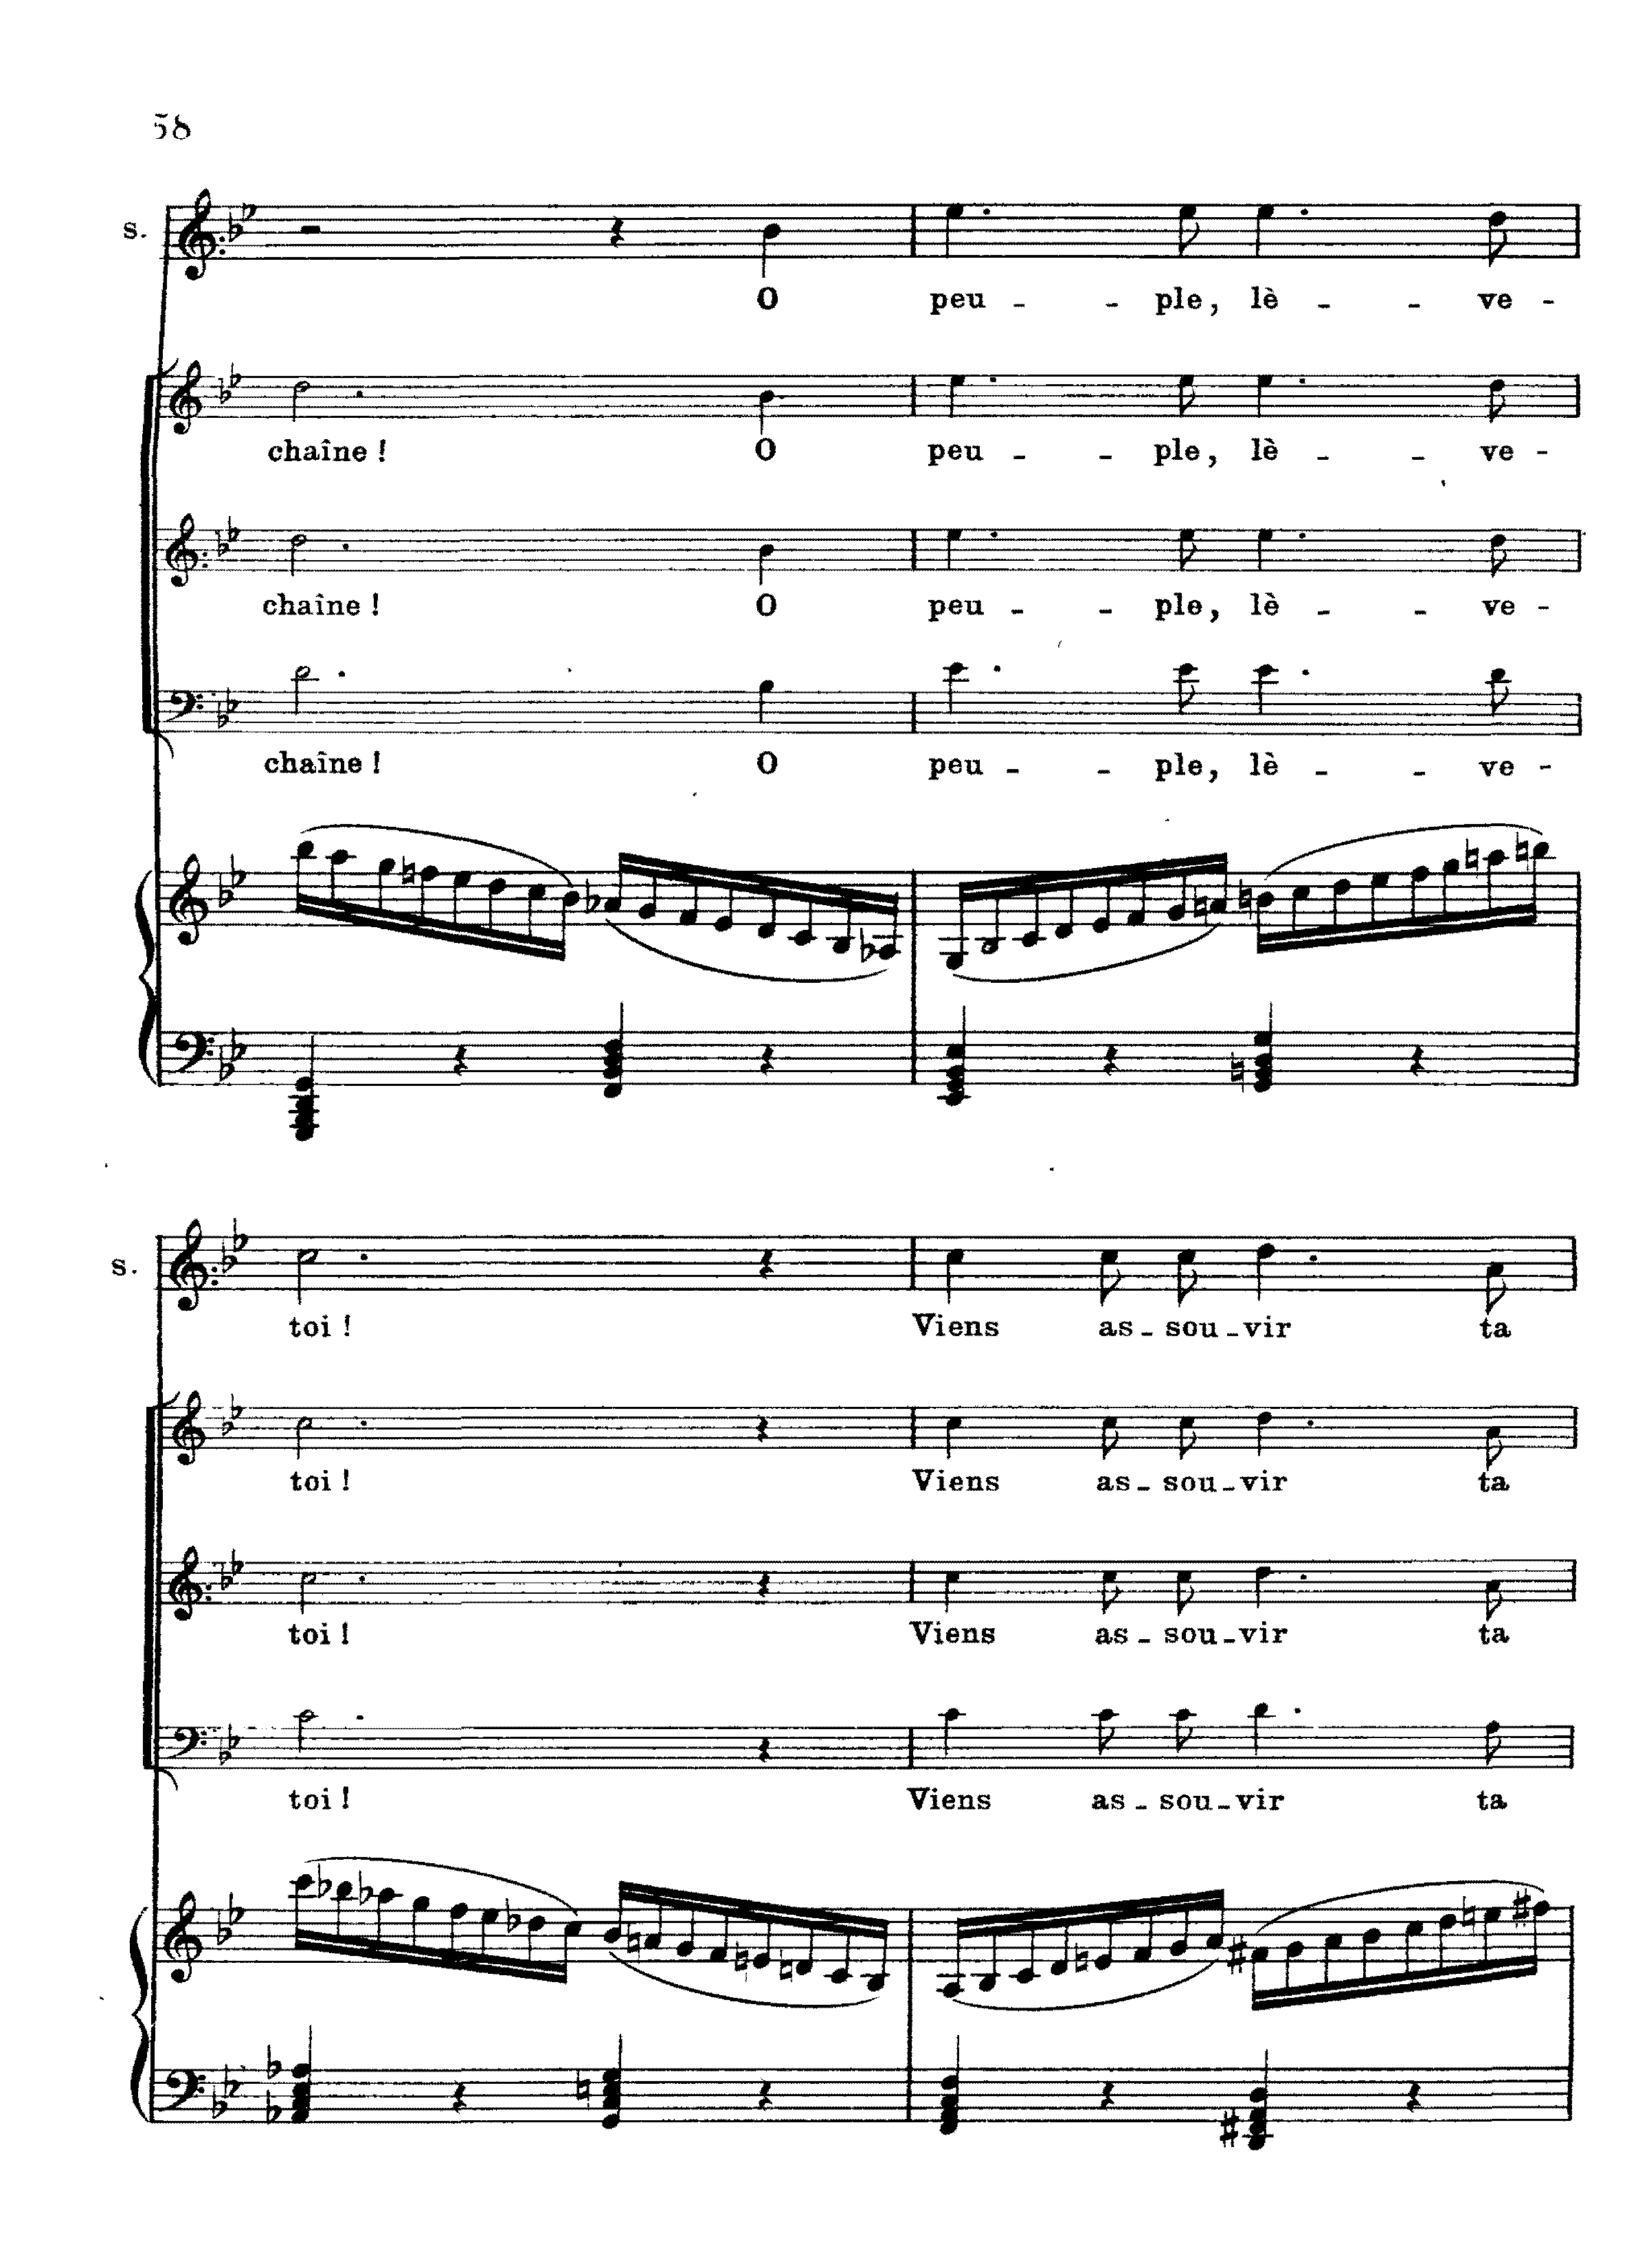 58
S.
O peu - - ple, lè - - ve -
chaîne ! O peu - - ple, lè - - ve -
chaîne ! O peu - - ple, lè - - ve -
chaîne ! O peu - - ple, lè - - ve -
S.
toi ! Viens as - sou - vir ta
toi ! Viens as - sou - vir ta
toi ! Viens as - sou - vir ta
toi ! Viens as - sou - vir ta